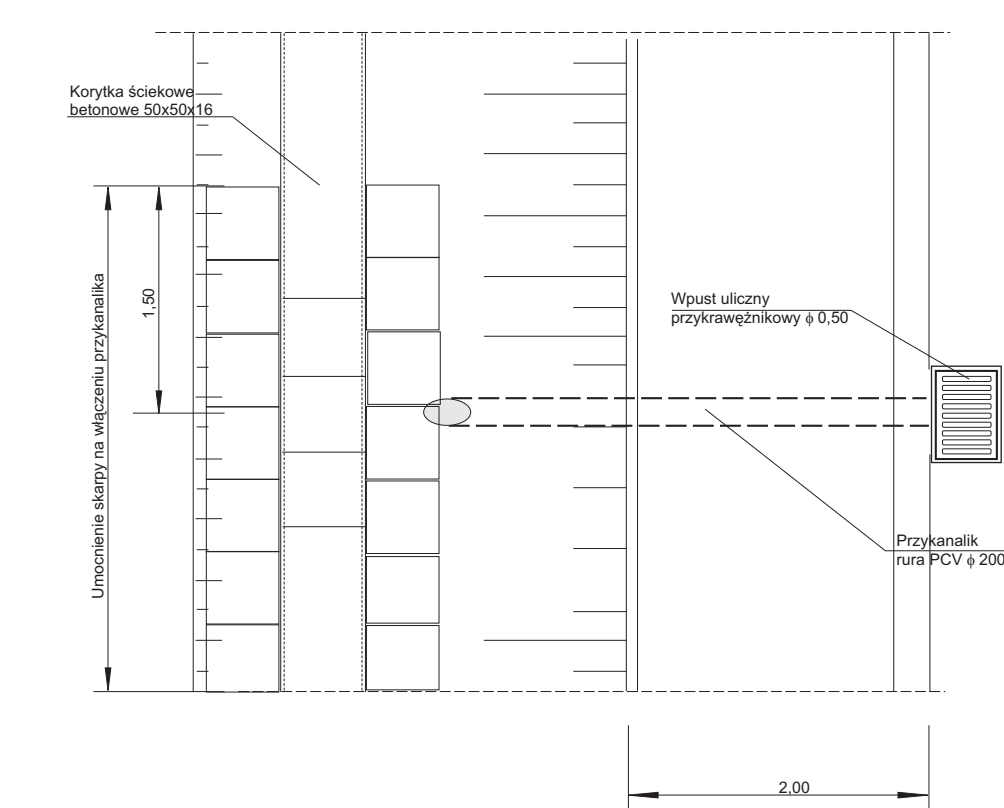 Korytka ściekowe
betonowe 50x50x16
Umocnienie skarpy na włączeniu przykanalika
1,50
Wpust uliczny
przykrawężnikowy ϕ 0,50
Przykanalik
rura PCV ϕ 200
2,00